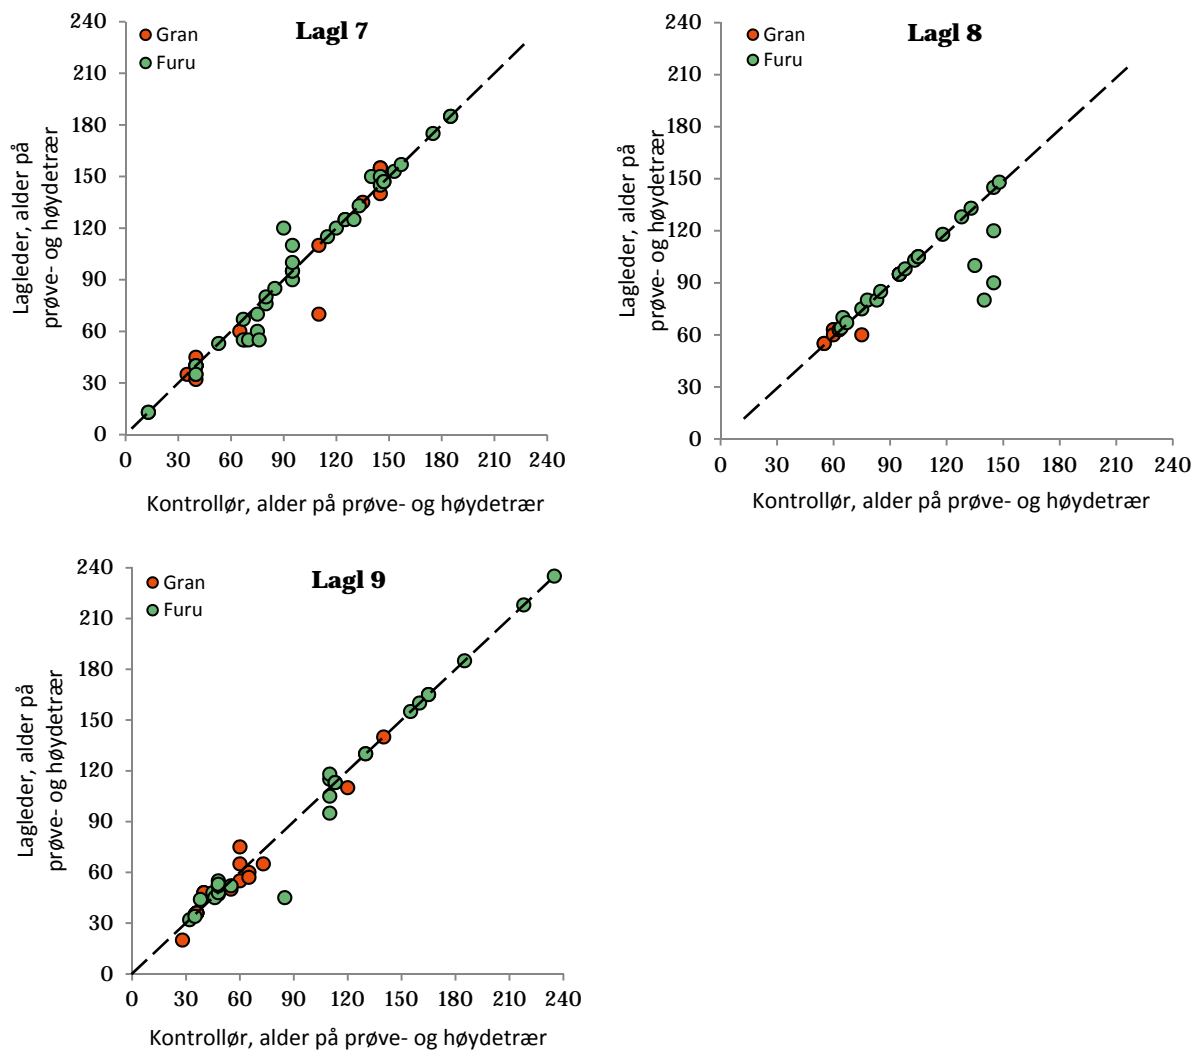 Lagl 7
Gran
Furu
240
210
180
150
120
90
60
30
0
0 30 60 90 120 150 180 210 240
Lagleder, alder på
prøve- og høydetrær
Kontrollør, alder på prøve- og høydetrær
Lagl 8
Gran
Furu
240
210
180
150
120
90
60
30
0
0 30 60 90 120 150 180 210 240
Lagleder, alder på
prøve- og høydetrær
Kontrollør, alder på prøve- og høydetrær
Lagl 9
Gran
Furu
240
210
180
150
120
90
60
30
0
0 30 60 90 120 150 180 210 240
Lagleder, alder på
prøve- og høydetrær
Kontrollør, alder på prøve- og høydetrær